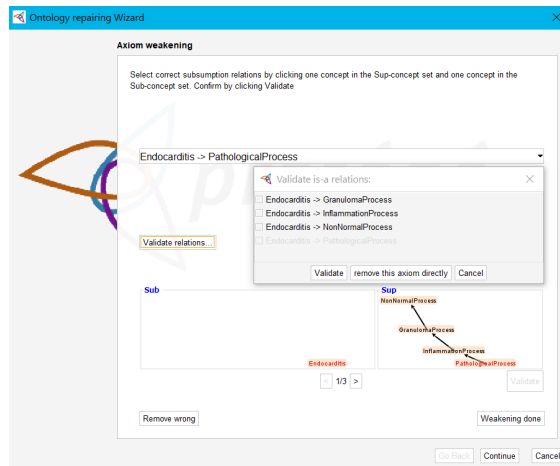 Ontology repairing Wizard
Axiom weakening
Select correct subsumption relations by clicking one concept in the Sup-concept set and one concept in the
Sub-concept set. Confirm by clicking Validate
Endocarditis -> PathologicalProcess
Validate is-a relations:
Endocarditis -> GranulomaProcess
Endocarditis -> InflammationProcess
Endocarditis -> NonNormalProcess
Endocarditis -> PathologicalProcess
Validate relations...
Validate remove this axiom directly Cancel
Sub
Sup
NonNormalProcess
GranulomaProcess
InflammationProcess
Endocarditis
PathologicalProcess
< 1/3 >
Validate
Remove wrong
Weakening done
Go Back Continue Cancel